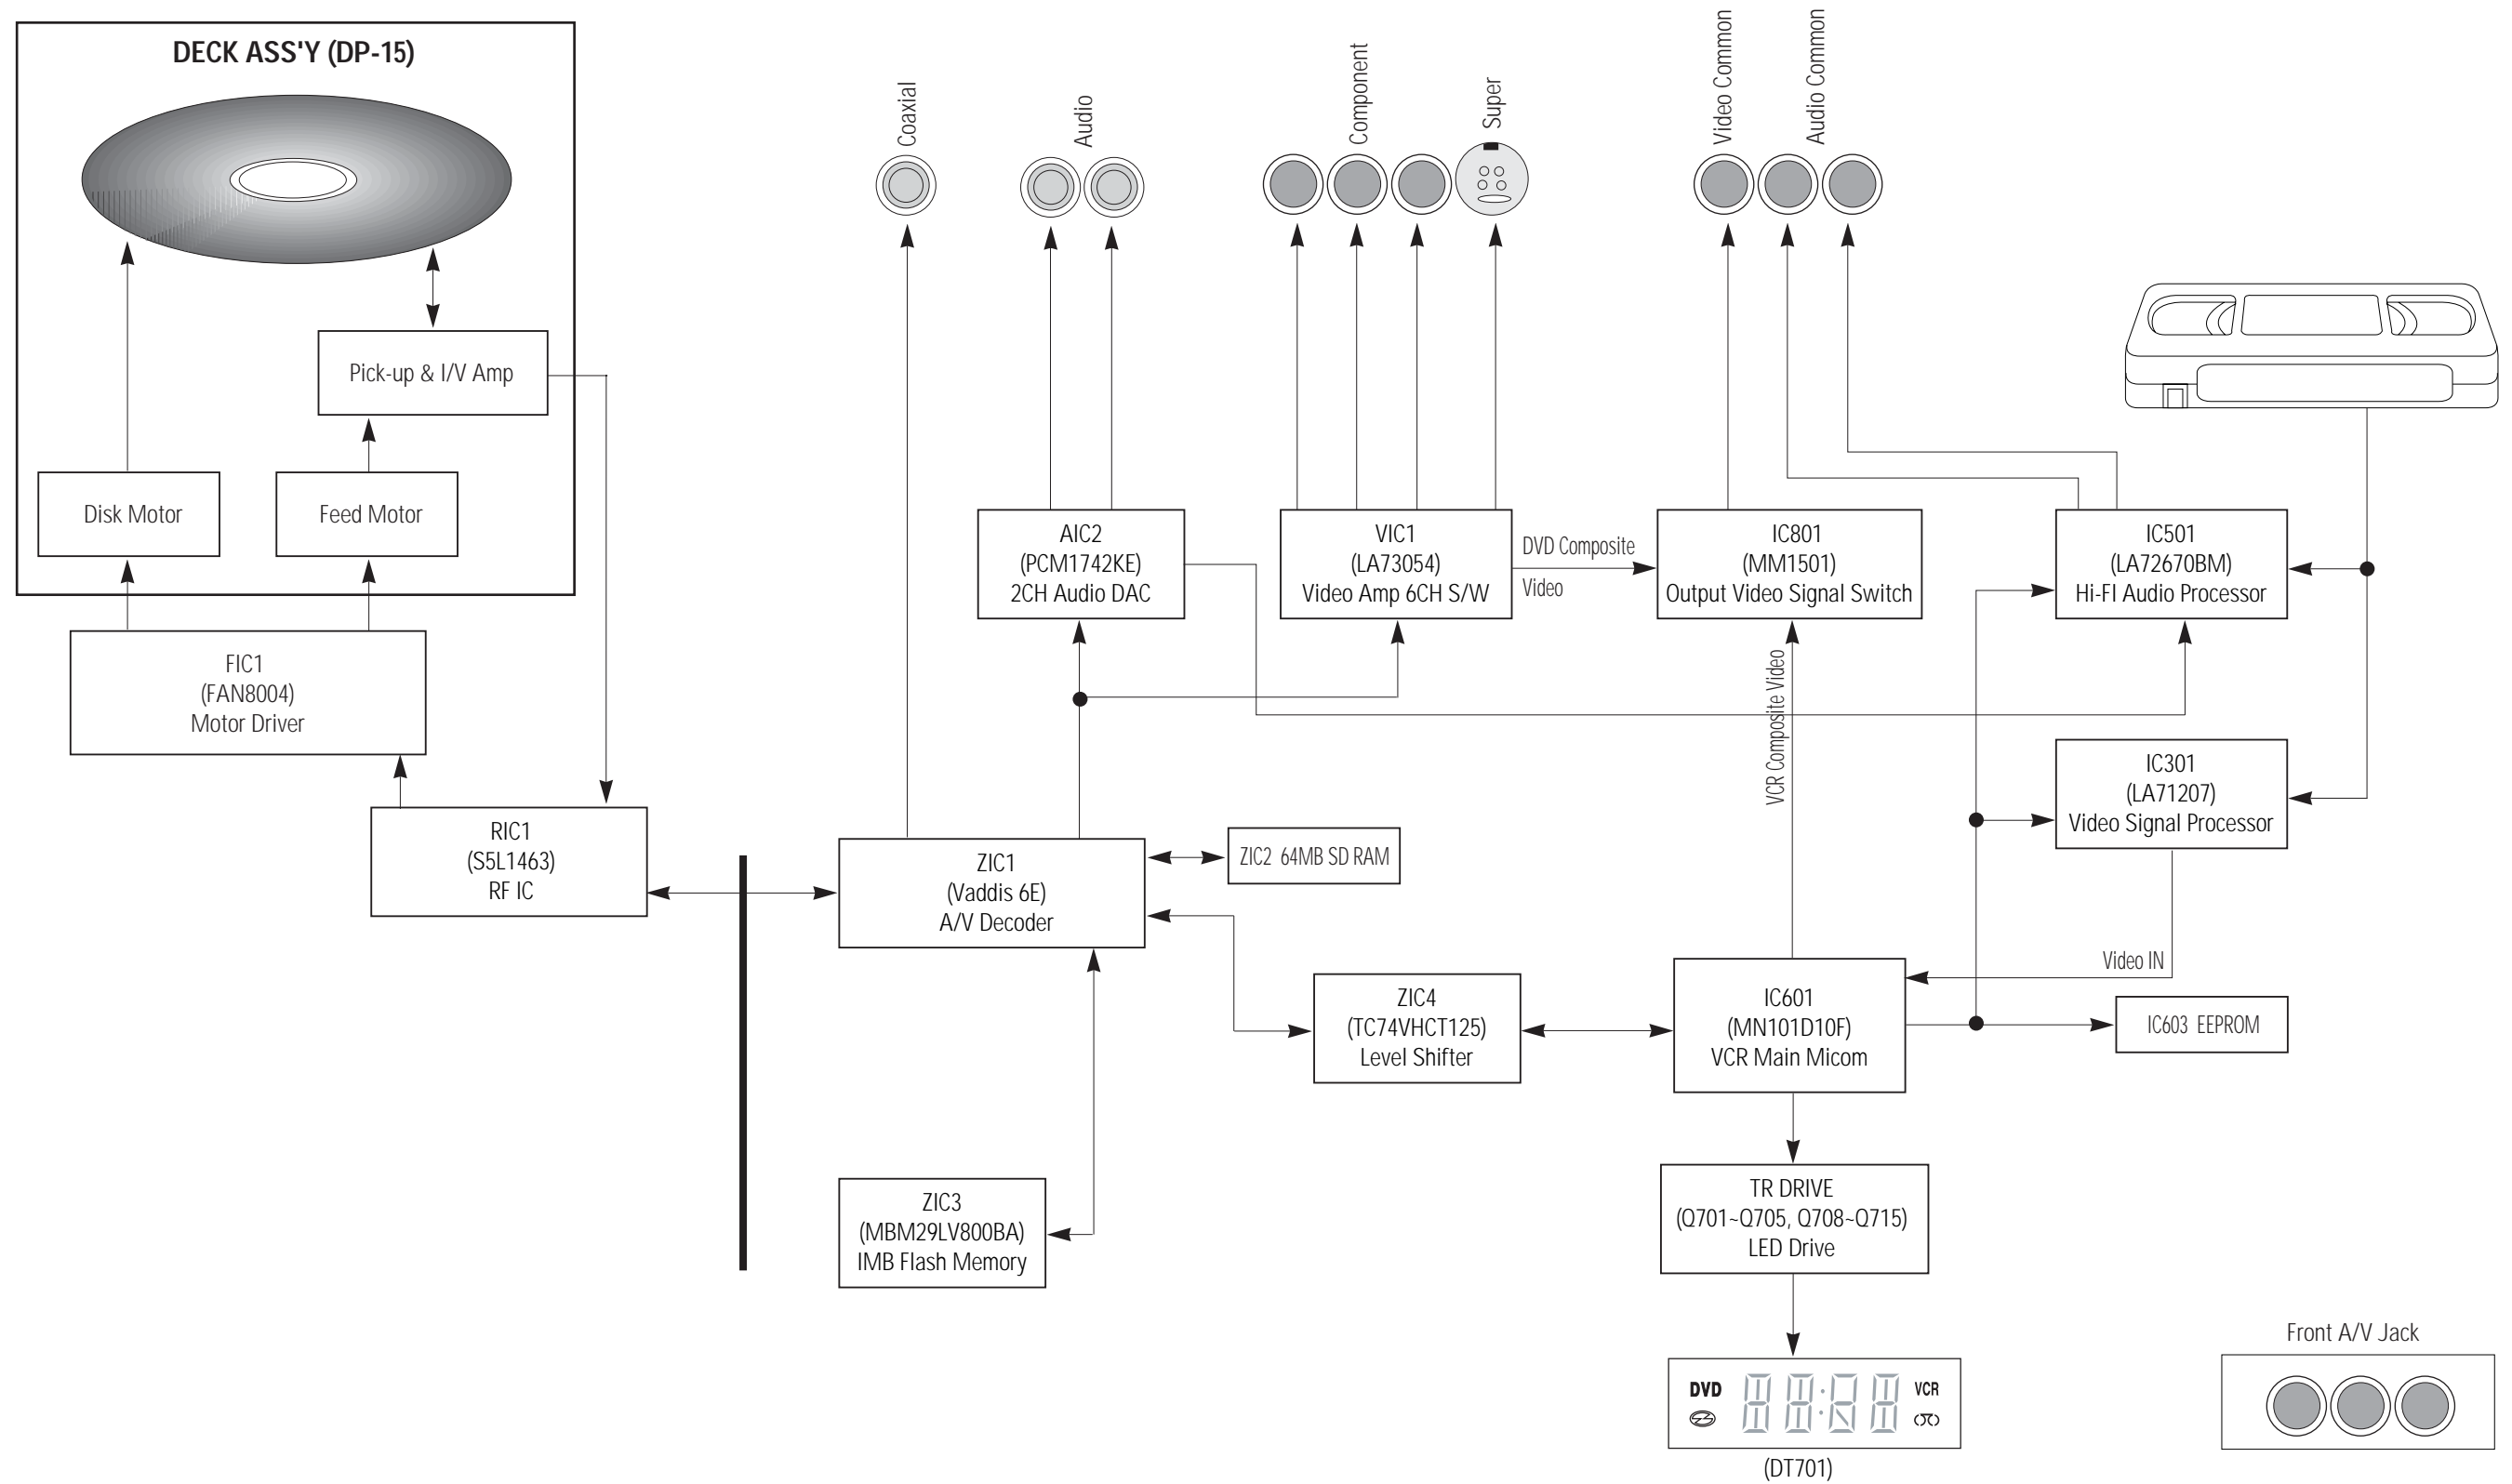 DECK ASS'Y (DP-15)
Pick-up & I/V Amp
Disk Motor
Feed Motor
FIC1
(FAN8004)
Motor Driver
RIC1
(S5L1463)
RF IC
Coaxial
Audio
Component
Super
Video Common
Audio Common
AIC2
(PCM1742KE)
2CH Audio DAC
VIC1
(LA73054)
Video Amp 6CH S/W
DVD Composite
Video
IC801
(MM1501)
Output Video Signal Switch
IC501
(LA72670BM)
Hi-FI Audio Processor
VCR Composite Video
IC301
(LA71207)
Video Signal Processor
ZIC1
(Vaddis 6E)
A/V Decoder
ZIC2 64MB SD RAM
ZIC4
(TC74VHCT125)
Level Shifter
Video IN
IC601
(MN101D10F)
VCR Main Micom
IC603 EEPROM
ZIC3
(MBM29LV800BA)
IMB Flash Memory
TR DRIVE
(Q701~Q705, Q708~Q715)
LED Drive
DVD
88:88
VCR
(DT701)
Front A/V Jack